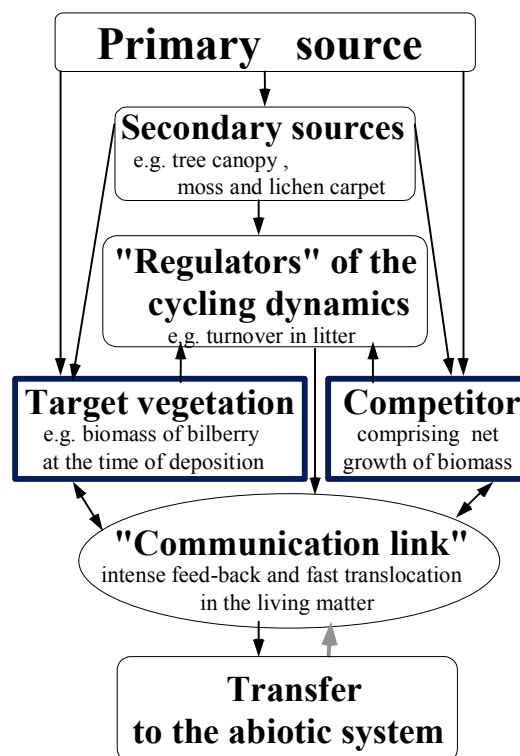 Primary source
Secondary sources
e.g. tree canopy ,
moss and lichen carpet
"Regulators" of the
cycling dynamics
e.g. turnover in litter
Target vegetation
e.g. biomass of bilberry
at the time of deposition
Competitor
comprising net
growth of biomass
"Communication link"
intense feed-back and fast translocation
in the living matter
Transfer
to the abiotic system